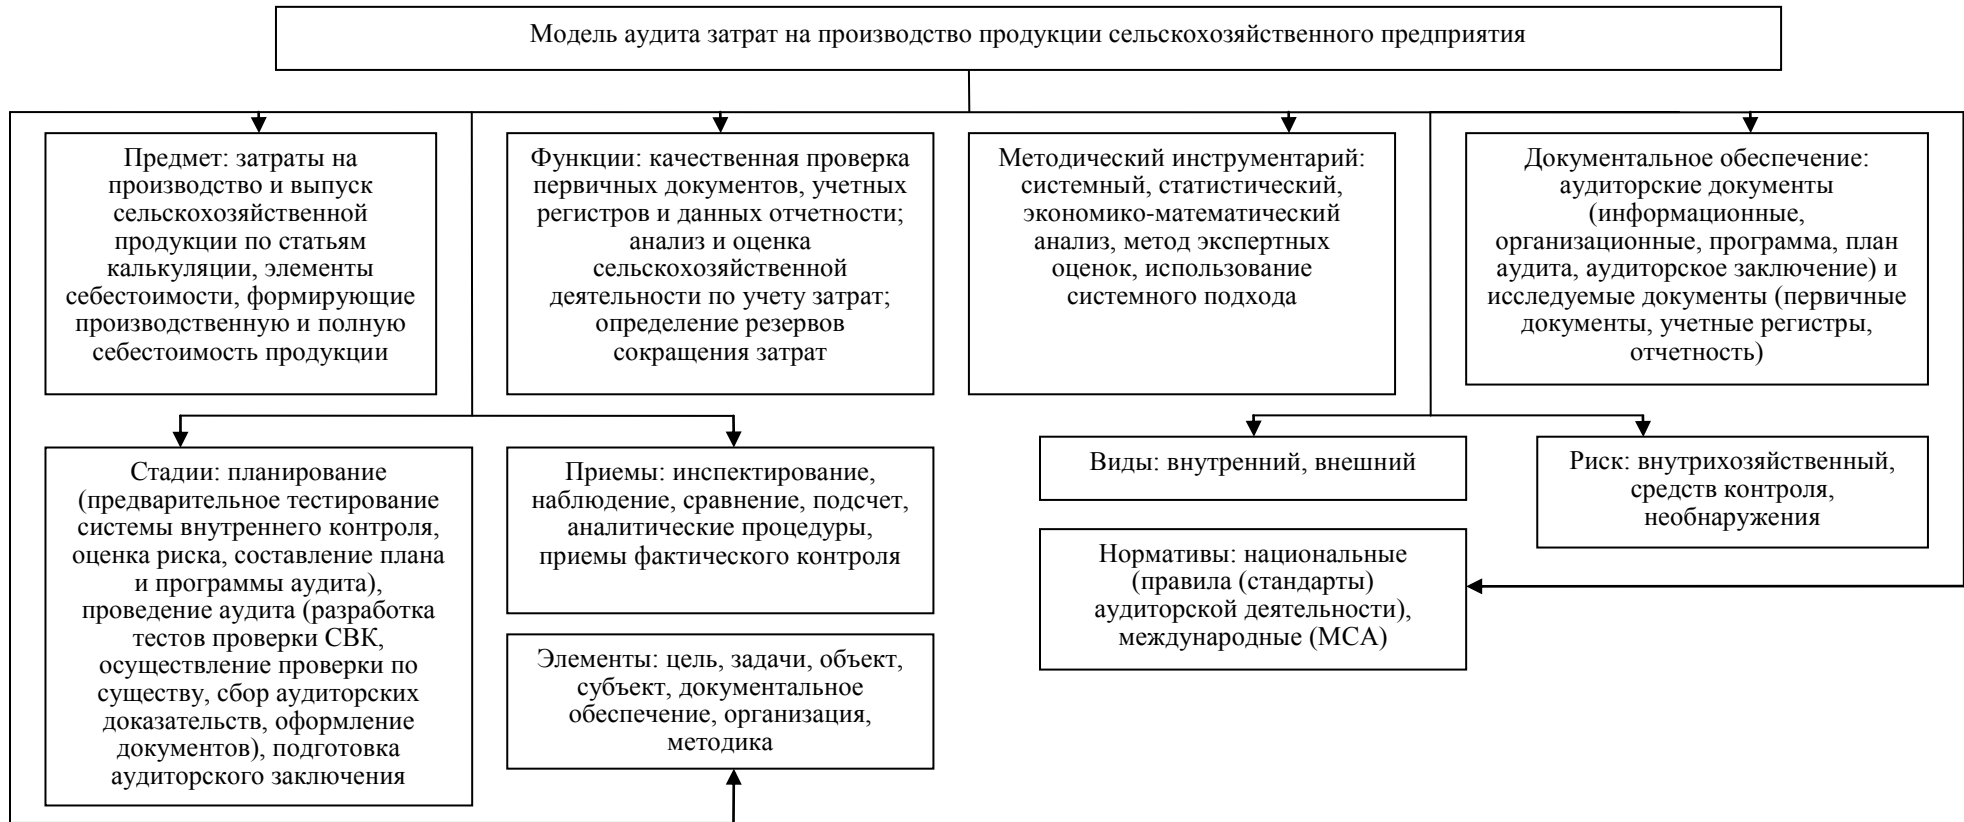 Модель аудита затрат на производство продукции сельскохозяйственного предприятия
Предмет: затраты на
производство и выпуск
сельскохозяйственной
продукции по статьям
калькуляции, элементы
себестоимости, формирующие
производственную и полную
себестоимость продукции
Функции: качественная проверка
первичных документов, учетных
регистров и данных отчетности;
анализ и оценка
сельскохозяйственной
деятельности по учету затрат;
определение резервов
сокращения затрат
Методический инструментарий:
системный, статистический,
экономико-математический
анализ, метод экспертных
оценок, использование
системного подхода
Документальное обеспечение:
аудиторские документы
(информационные,
организационные, программа, план
аудита, аудиторское заключение) и
исследуемые документы (первичные
документы, учетные регистры,
отчетность)
Стадии: планирование
(предварительное тестирование
системы внутреннего контроля,
оценка риска, составление плана
и программы аудита),
проведение аудита (разработка
тестов проверки СВК,
осуществление проверки по
существу, сбор аудиторских
доказательств, оформление
документов), подготовка
аудиторского заключения
Приемы: инспектирование,
наблюдение, сравнение, подсчет,
аналитические процедуры,
приемы фактического контроля
Элементы: цель, задачи, объект,
субъект, документальное
обеспечение, организация,
методика
Виды: внутренний, внешний
Риск: внутрихозяйственный,
средств контроля,
необнаружения
Нормативы: национальные
(правила (стандарты)
аудиторской деятельности),
международные (МСА)